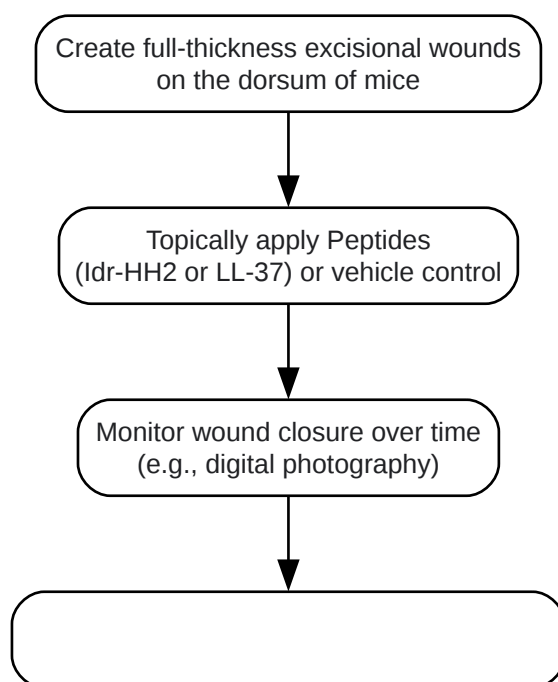 Create full-thickness excisional wounds
on the dorsum of mice
Topically apply Peptides
(Idr-HH2 or LL-37) or vehicle control
Monitor wound closure over time
(e.g., digital photography)